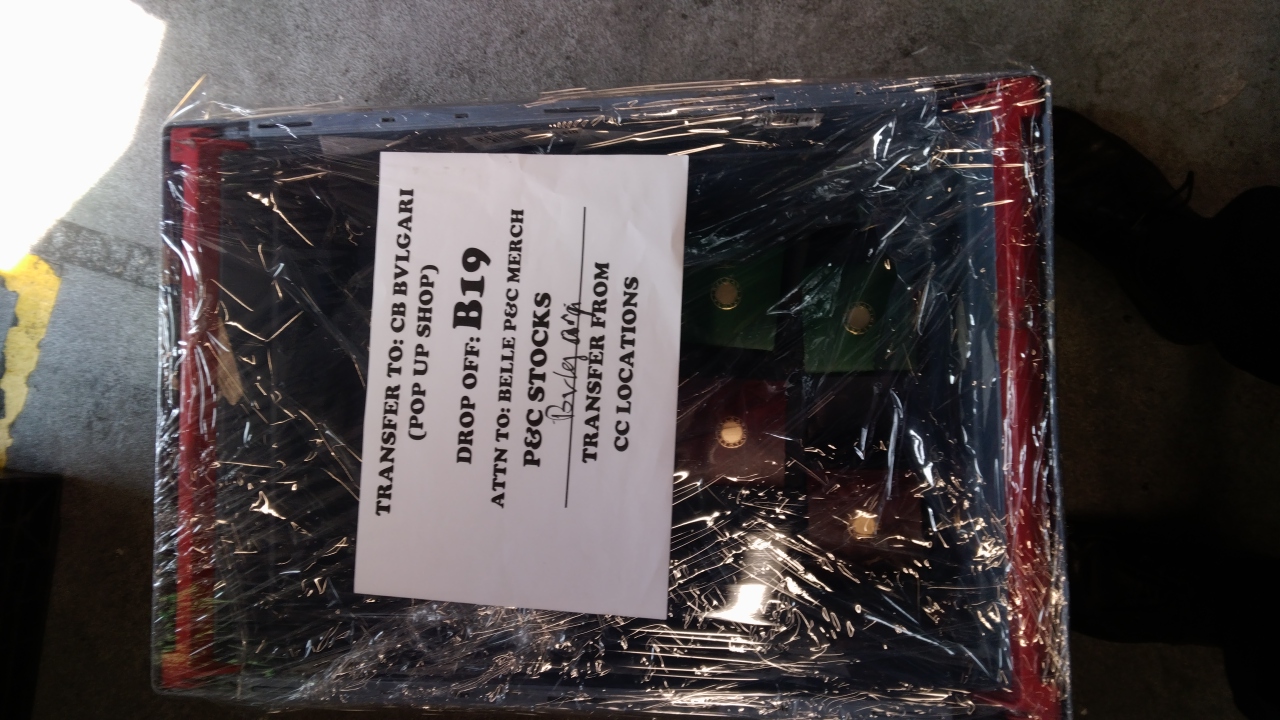 TRANSFER TO: CB BVLGARI
(POP UP SHOP)
DROP OFF: B19
ATTN TO: BELLE P&C MERCH
P&C STOCKS
TRANSFER FROM
CC LOCATIONS